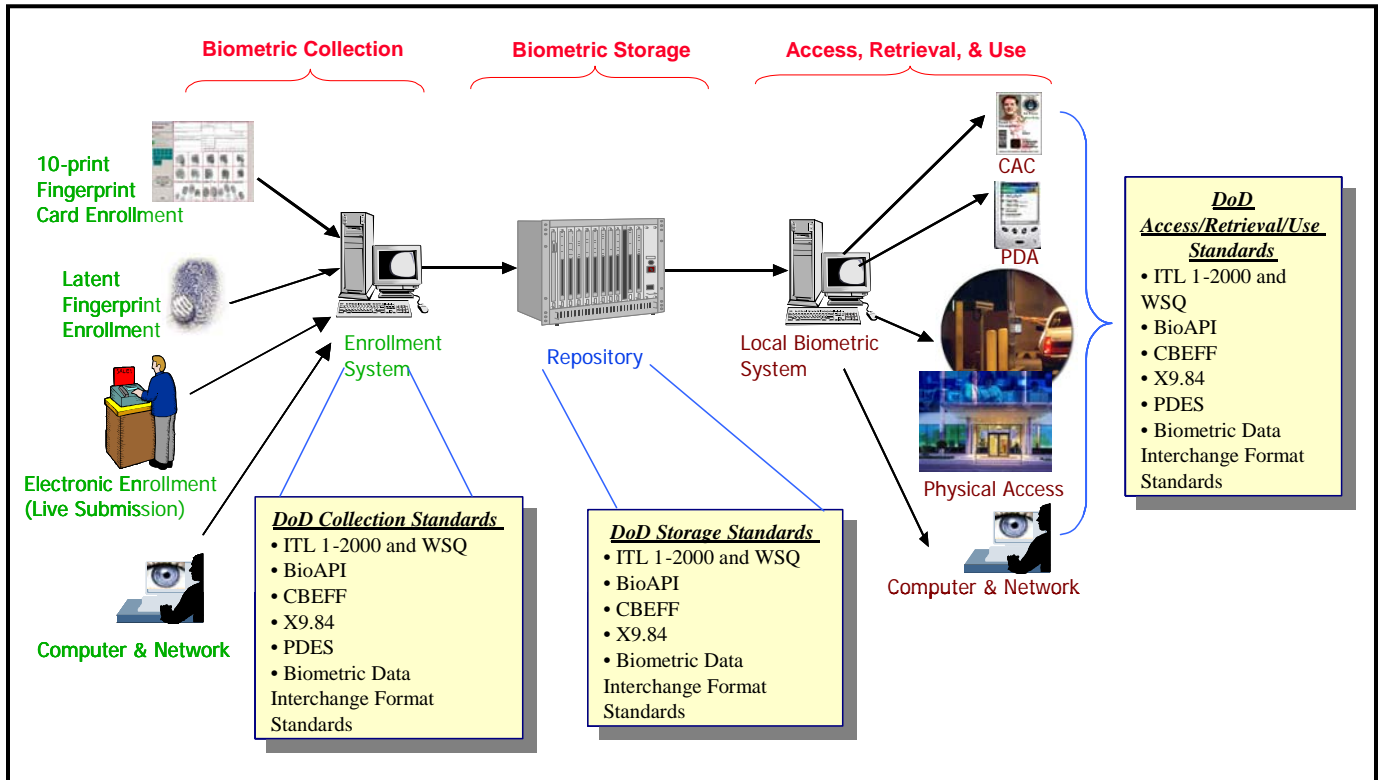 Biometric Collection
Biometric Storage
Access, Retrieval, & Use
10-print
Fingerprint
Card Enrollment
Latent
Fingerprint
Enrollment
Electronic Enrollment
(Live Submission)
Computer & Network
Enrollment
System
Repository
Local Biometric
System
CAC
PDA
Physical Access
Computer & Network
DoD Collection Standards
• ITL 1-2000 and WSQ
• BioAPI
• CBEFF
• X9.84
• PDES
• Biometric Data
Interchange Format
Standards
DoD Storage Standards
• ITL 1-2000 and WSQ
• BioAPI
• CBEFF
• X9.84
• Biometric Data
Interchange Format
Standards
DoD
Access/Retrieval/Use
Standards
• ITL 1-2000 and
WSQ
• BioAPI
• CBEFF
• X9.84
• PDES
• Biometric Data
Interchange Format
Standards